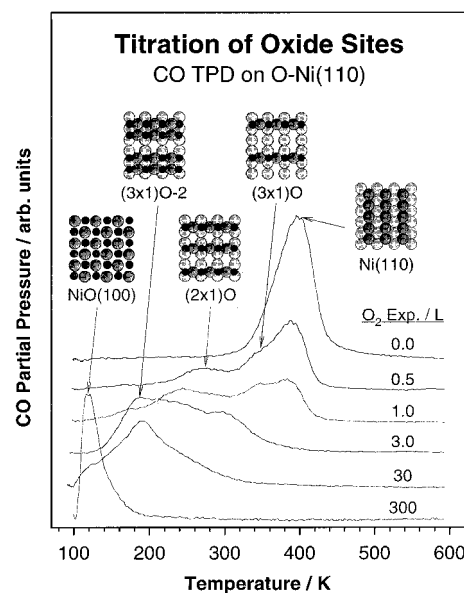 Titration of Oxide Sites
CO TPD on O-Ni(110)
(3x1)O-2
(3x1)O
NiO(100)
(2x1)O
Ni(110)
O2 Exp. / L
0.0
0.5
1.0
3.0
30
300
CO Partial Pressure / arb. units
100 200 300 400 500 600
Temperature / K